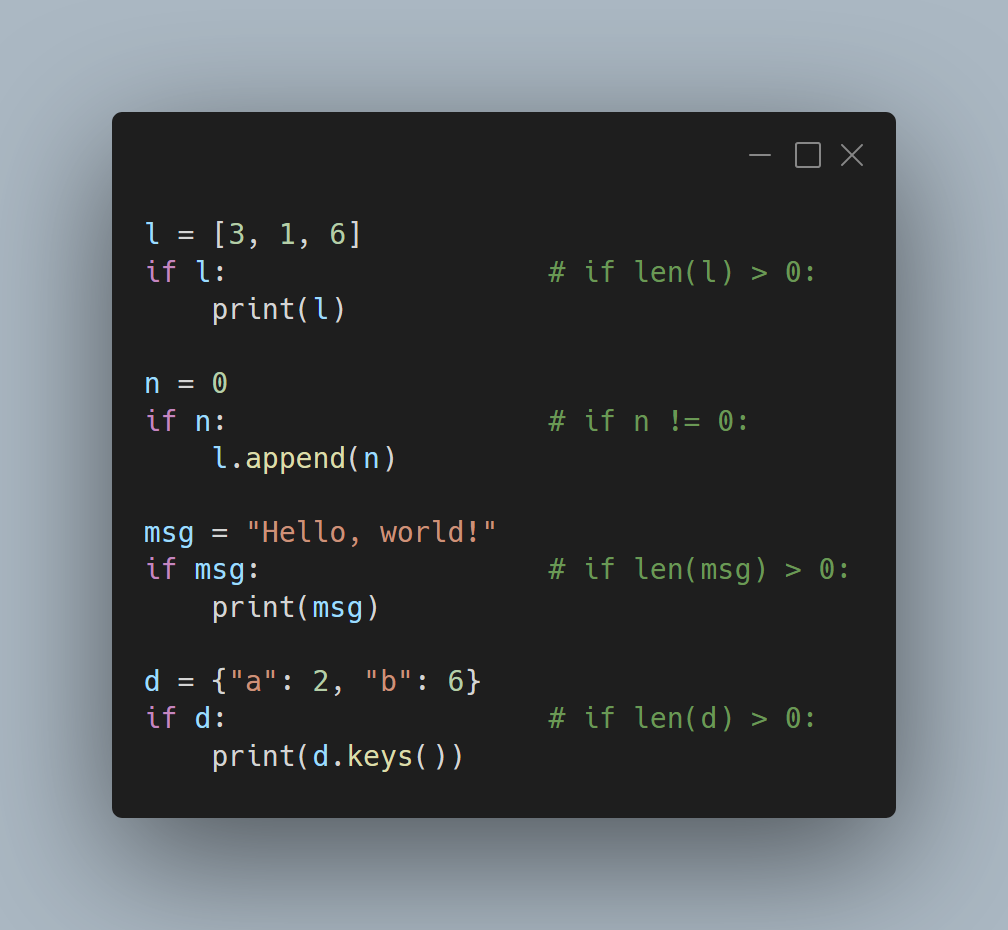 l = [3, 1, 6]
if l:                   # if len(l) > 0:
    print(l)

n = 0
if n:                   # if n != 0:
    l.append(n)

msg = "Hello, world!"
if msg:                 # if len(msg) > 0:
    print(msg)

d = {"a": 2, "b": 6}
if d:                   # if len(d) > 0:
    print(d.keys())